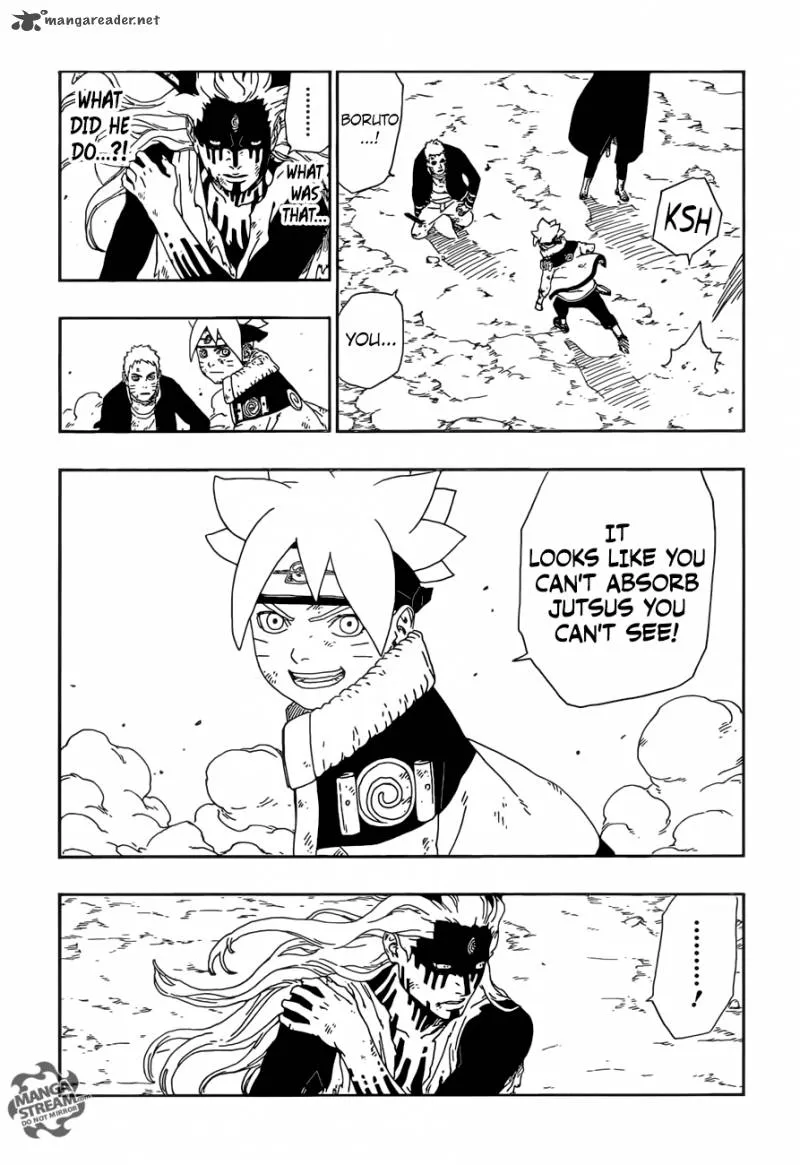 mangareader.net
BORUTO
...!
KSH
YOU...
.........
WHAT
DID HE
DO...?!
WHAT
WAS
THAT...
IT
LOOKS LIKE YOU
CAN'T ABSORB
JUTSUS YOU
CAN'T SEE!
.........!
MANGA
STREAM.com
DO NOT MIRROR